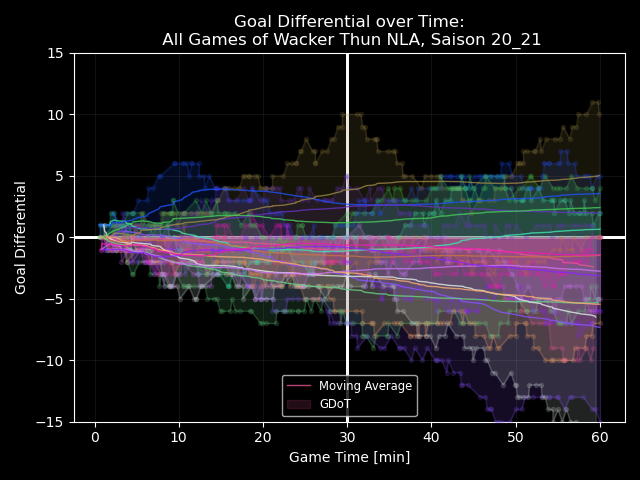 Goal Differential over Time:
All Games of Wacker Thun NLA, Saison 20_21
15
10
5
0
−5
−10
−15
Goal Differential
Moving Average
GDoT
0
10
20
30
40
50
60
Game Time [min]